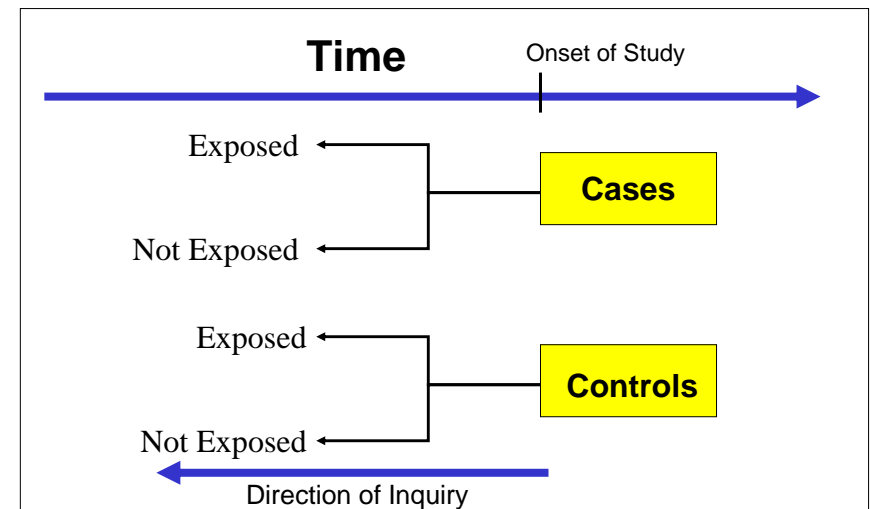 Time
Onset of Study
Exposed
Cases
Not Exposed
Exposed
Controls
Not Exposed
Direction of Inquiry